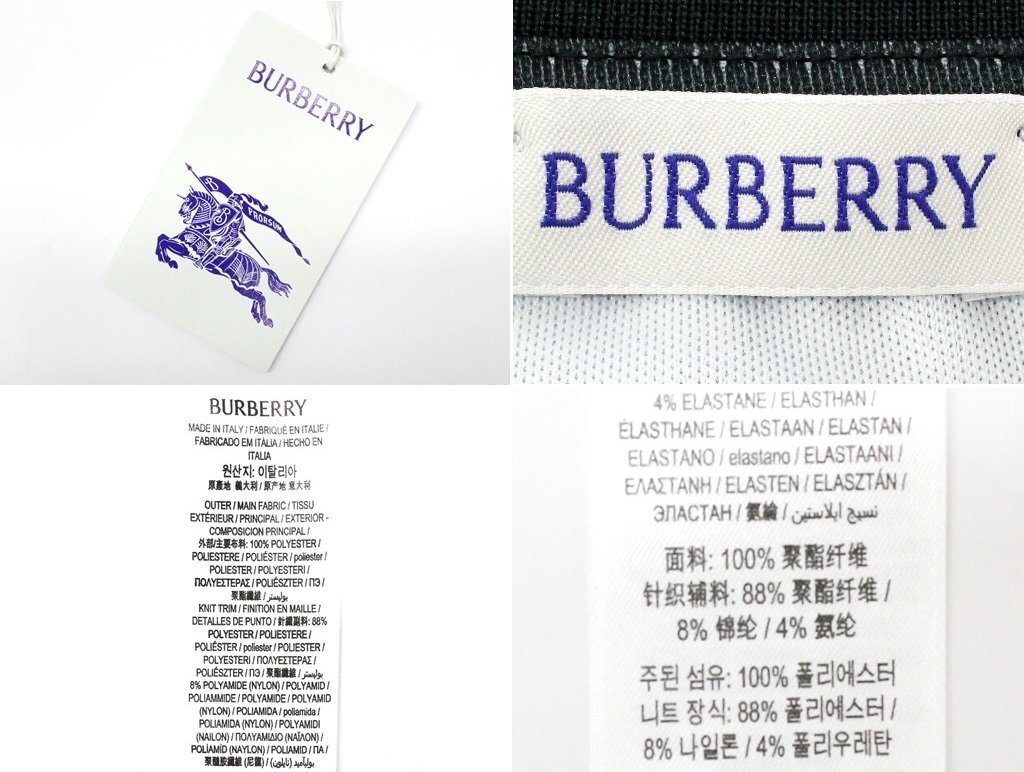 BURBERRY
PRORSUM
BURBERRY
BURBERRY
MADE IN ITALY / FABRIQUÉ EN ITALIE /
FABRICADO EM ITÁLIA / HECHO EN
ITALIA
원산지: 이탈리아
原產地 義大利 / 原产地 意大利
OUTER / MAIN FABRIC / TISSU
EXTÉRIEUR / PRINCIPAL / EXTERIOR -
COMPOSICION PRINCIPAL /
外部/主要布料: 100% POLYESTER /
POLIESTERE / POLIÉSTER / poliester /
POLIESTER / POLYESTERI /
ΠΟΛΥΕΣΤΕΡΑΣ / POLIÉSZTER / ПЭ /
聚酯纖維 / بوليستر
KNIT TRIM / FINITION EN MAILLE /
DETALLES DE PUNTO / 針織副料: 88%
POLYESTER / POLIESTERE /
POLIÉSTER / poliester / POLIESTER /
POLYESTERI / ΠΟΛΥΕΣΤΕΡΑΣ /
POLIÉSZTER / ПЭ / 聚酯纖維 / بوليستر
8% POLYAMIDE (NYLON) / POLYAMID /
POLIAMMIDE / POLYAMIDE / POLYAMID
(NYLON) / POLIAMIDA / poliamida /
POLIAMIDA (NYLON) / POLYAMIDI
(NAILON) / ΠΟΛΥΑΜΙΔΙΟ (ΝΑΪΛΟΝ) /
POLIAMID (NAYLON) / POLIAMID / ПА /
聚酰胺纖維 (尼龍) / بولياميد (نايلون)
4% ELASTANE / ELASTHAN /
ÉLASTHANE / ELASTAAN / ELASTAN /
ELASTANO / elastano / ELASTAANI /
ΕΛΑΣΤΑΝΗ / ELASTEN / ELASZTÁN /
ЭЛАСТАН / 氨綸 / نسيج ايلاستين
面料: 100% 聚酯纤维
针织辅料: 88% 聚酯纤维 /
8% 锦纶 / 4% 氨纶
주된 섬유: 100% 폴리에스터
니트 장식: 88% 폴리에스터 /
8% 나일론 / 4% 폴리우레탄